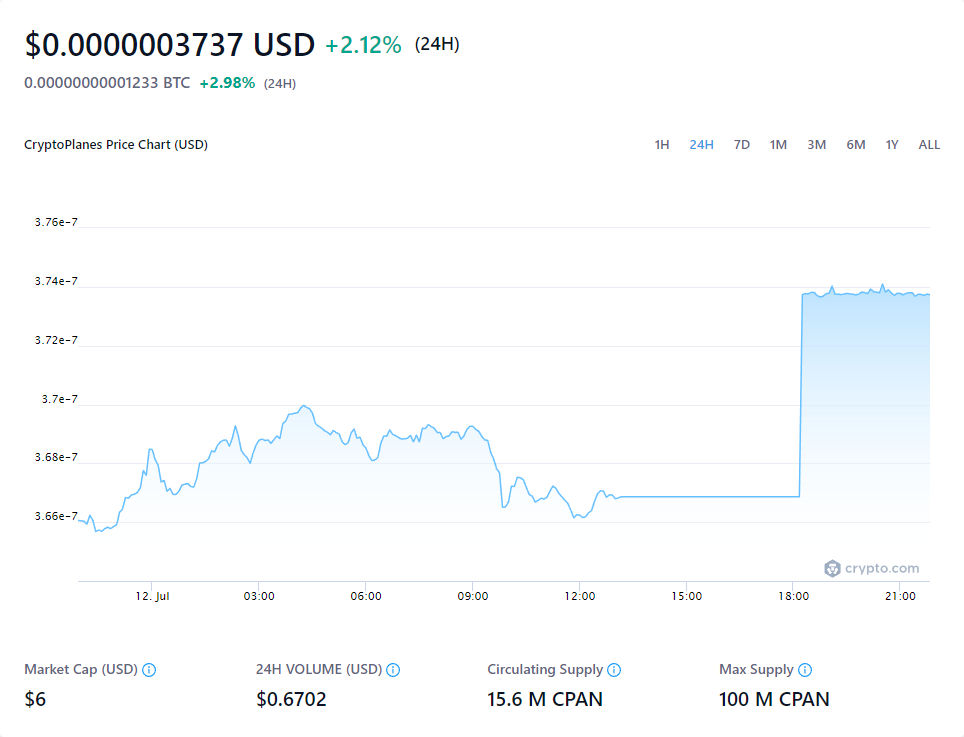 $0.0000003737 USD +2.12% (24H)
0.00000000001233 BTC +2.98% (24H)
CryptoPlanes Price Chart (USD) 1H 24H 7D 1M 3M 6M 1Y ALL
3.76e-7
3.74e-7
3.72e-7
3.7e-7
3.68e-7
3.66e-7
crypto.com
12. Jul 03:00 06:00 09:00 12:00 15:00 18:00 21:00
Market Cap (USD) 24H VOLUME (USD) Circulating Supply Max Supply
$6 $0.6702 15.6 M CPAN 100 M CPAN